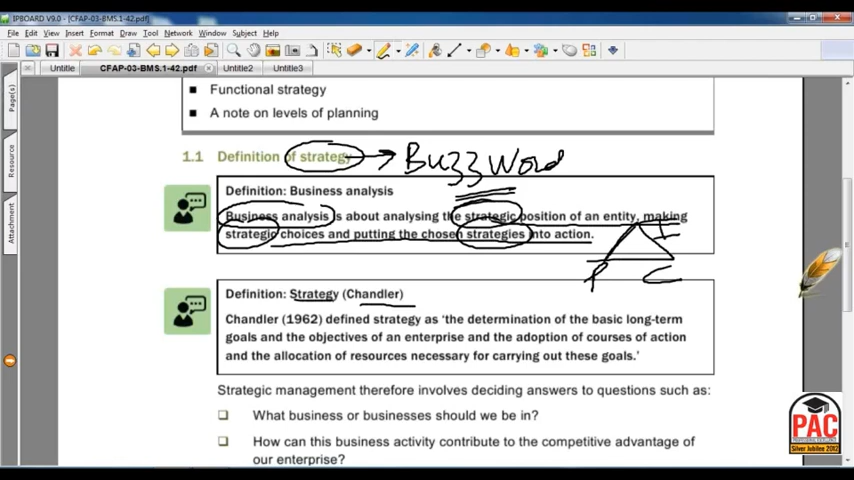 IPBOARD V9.0 - [CFAP-03-BMS.1-42.pdf]
File Edit View Insert Format Draw Tool Network Window Subject Help
Untitle CFAP-03-BMS.1-42.pdf Untitle2 Untitle3
Page(s)
Resource
Attachment
■ Functional strategy
■ A note on levels of planning
1.1 Definition of strategy → Buzz Word
Definition: Business analysis
Business analysis is about analysing the strategic position of an entity, making
strategic choices and putting the chosen strategies into action.
I
P C
Definition: Strategy (Chandler)
Chandler (1962) defined strategy as 'the determination of the basic long-term
goals and the objectives of an enterprise and the adoption of courses of action
and the allocation of resources necessary for carrying out these goals.'
Strategic management therefore involves deciding answers to questions such as:
❑ What business or businesses should we be in?
❑ How can this business activity contribute to the competitive advantage of
our enterprise?
PAC
Silver Jubilee 2012